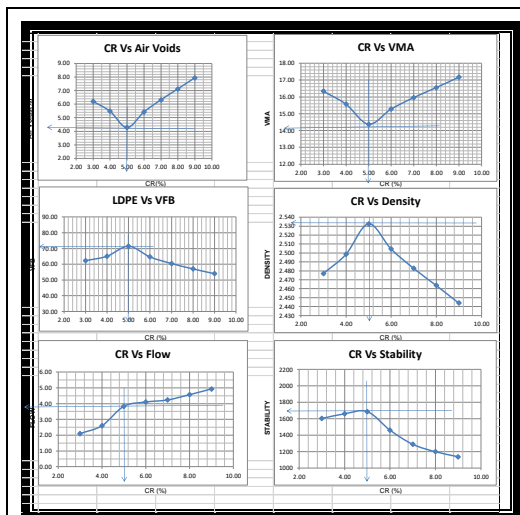 CR Vs Air Voids
9.00
8.00
7.00
6.00
5.00
4.00
3.00
2.00
2.00 3.00 4.00 5.00 6.00 7.00 8.00 9.00 10.00
CR(%)
CR Vs VMA
VMA
18.00
17.00
16.00
15.00
14.00
13.00
12.00
2.00 3.00 4.00 5.00 6.00 7.00 8.00 9.00 10.00
CR(%)
LDPE Vs VFB
VFB
90.00
80.00
70.00
60.00
50.00
40.00
30.00
2.00 3.00 4.00 5.00 6.00 7.00 8.00 9.00 10.00
CR (%)
CR Vs Density
DENSITY
2.540
2.530
2.520
2.510
2.500
2.490
2.480
2.470
2.460
2.450
2.440
2.430
2.00 4.00 6.00 8.00 10.00
CR (%)
CR Vs Flow
FLOW
6.00
5.00
4.00
3.00
2.00
1.00
0.00
2.00 4.00 6.00 8.00 10.00
CR (%)
CR Vs Stability
STABILITY
2200
2000
1800
1600
1400
1200
1000
2.00 4.00 6.00 8.00 10.00
CR (%)